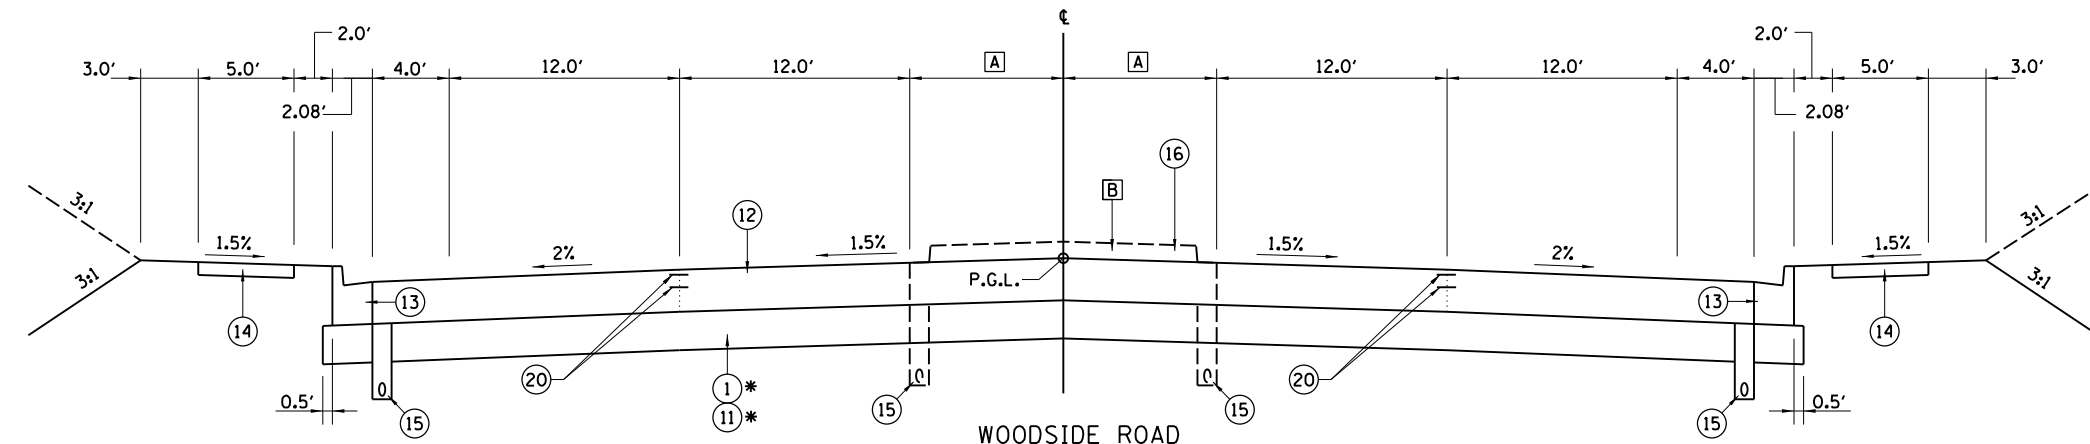 ℄
2.0' 2.0'
3.0' 5.0' 4.0' 12.0' 12.0' A A 12.0' 12.0' 4.0' 5.0' 3.0'
2.08' 2.08'
16
B
3:1 12 3:1
1.5% 2% 1.5% 1.5% 2% 1.5%
3:1 P.G.L. 3:1
13 13
14 14
20 1* 20
0.5' 15 11* 15 15 15 0.5'
WOODSIDE ROAD